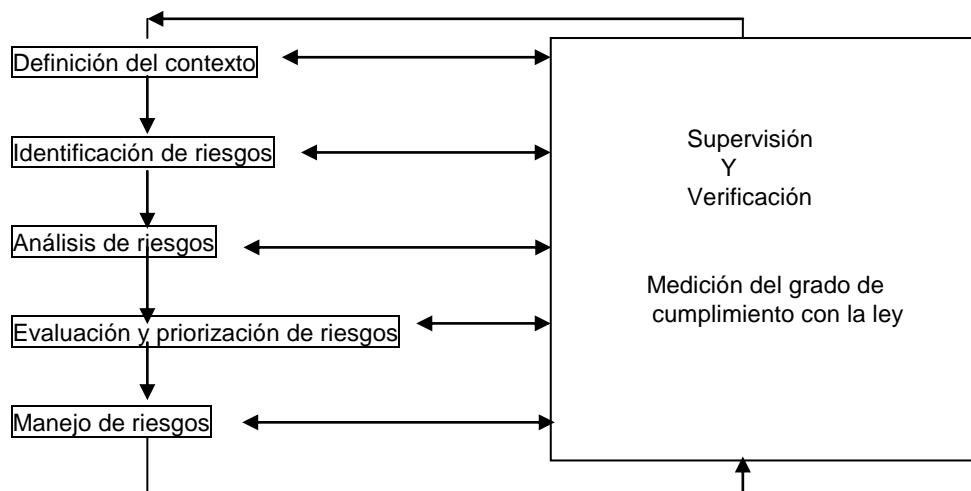 Definición del contexto
Identificación de riesgos
Análisis de riesgos
Evaluación y priorización de riesgos
Manejo de riesgos
Supervisión
Y
Verificación
Medición del grado de
cumplimiento con la ley